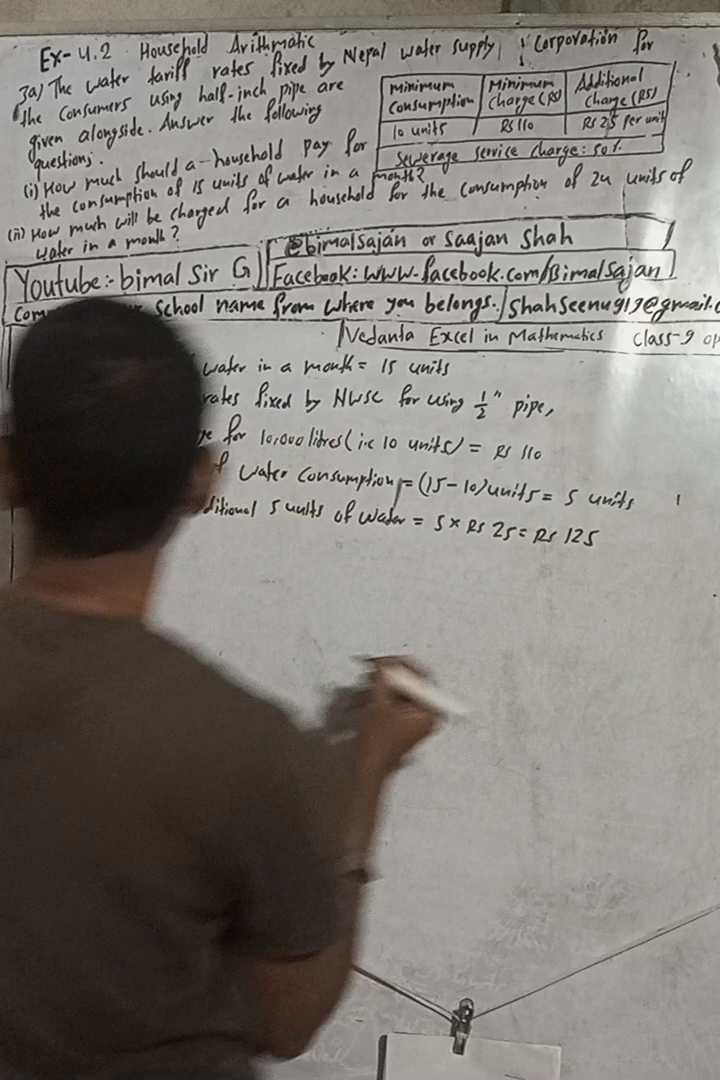 Ex-4.2 Household Arithmatic
3a) The water tariff rates fixed by Nepal water supply Corporation for
the consumers using half-inch pipe are
given alongside. Answer the following
questions.
Minimum consumption | Minimum charge (Rs) | Additional charge (Rs)
10 units | Rs 110 | Rs 25 per unit
Sewerage service charge: 50%
(i) How much should a household pay for
the consumption of 15 units of water in a month?
(ii) How much will be charged for a household for the consumption of 24 units of
water in a month?
Youtube:- bimal Sir G
@bimalsajan or Saajan Shah
Facebook: www.facebook.com/Bimalsajan
School name from where you belongs. / Shahseenu913@gmail.c
Vedanta Excel in Mathematics Class-9 op
water in a month = 15 units
rates fixed by NWSC for using 1/2" pipe,
for 10,000 litres (i.e 10 units) = Rs 110
water consumption = (15-10) units = 5 units
ditional 5 units of water = 5 × Rs 25 = Rs 125